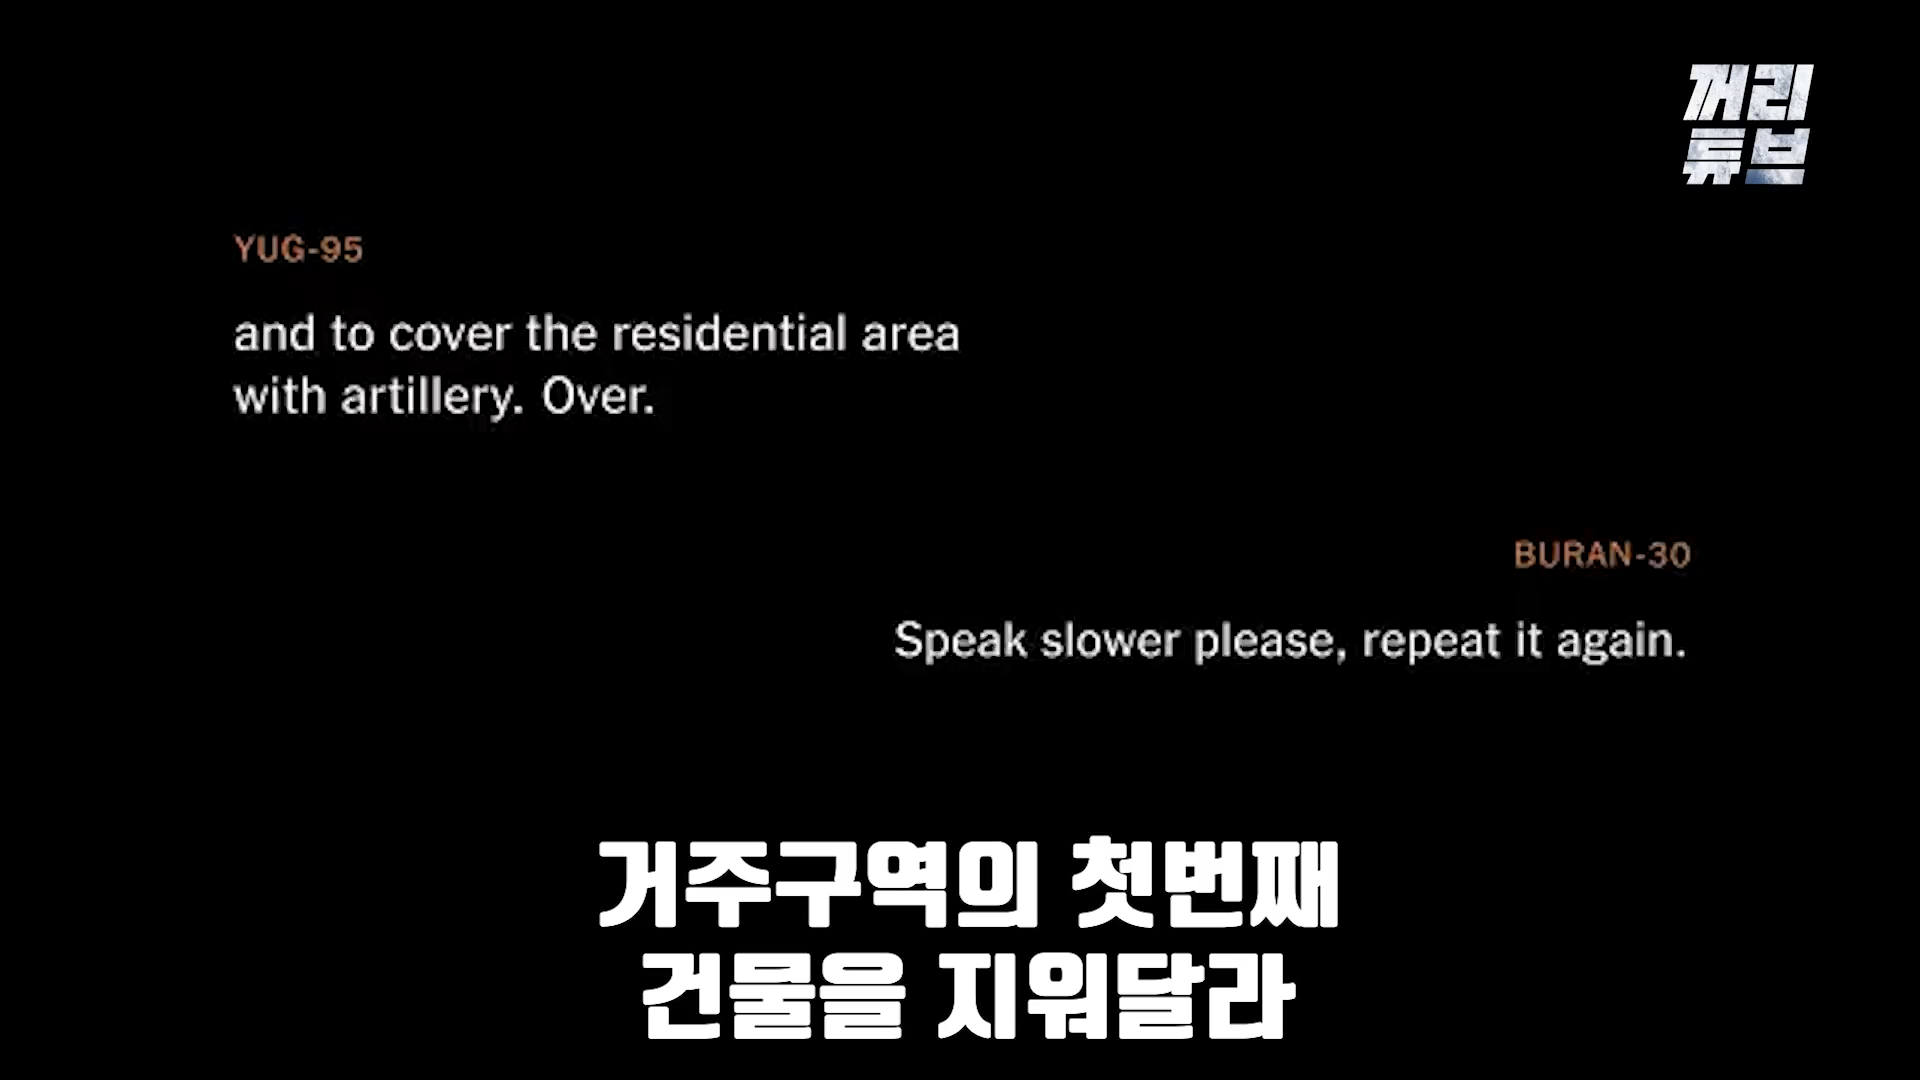 꺼리
튜브
YUG-95
and to cover the residential area
with artillery. Over.
BURAN-30
Speak slower please, repeat it again.
거주구역의 첫번째
건물을 지워달라